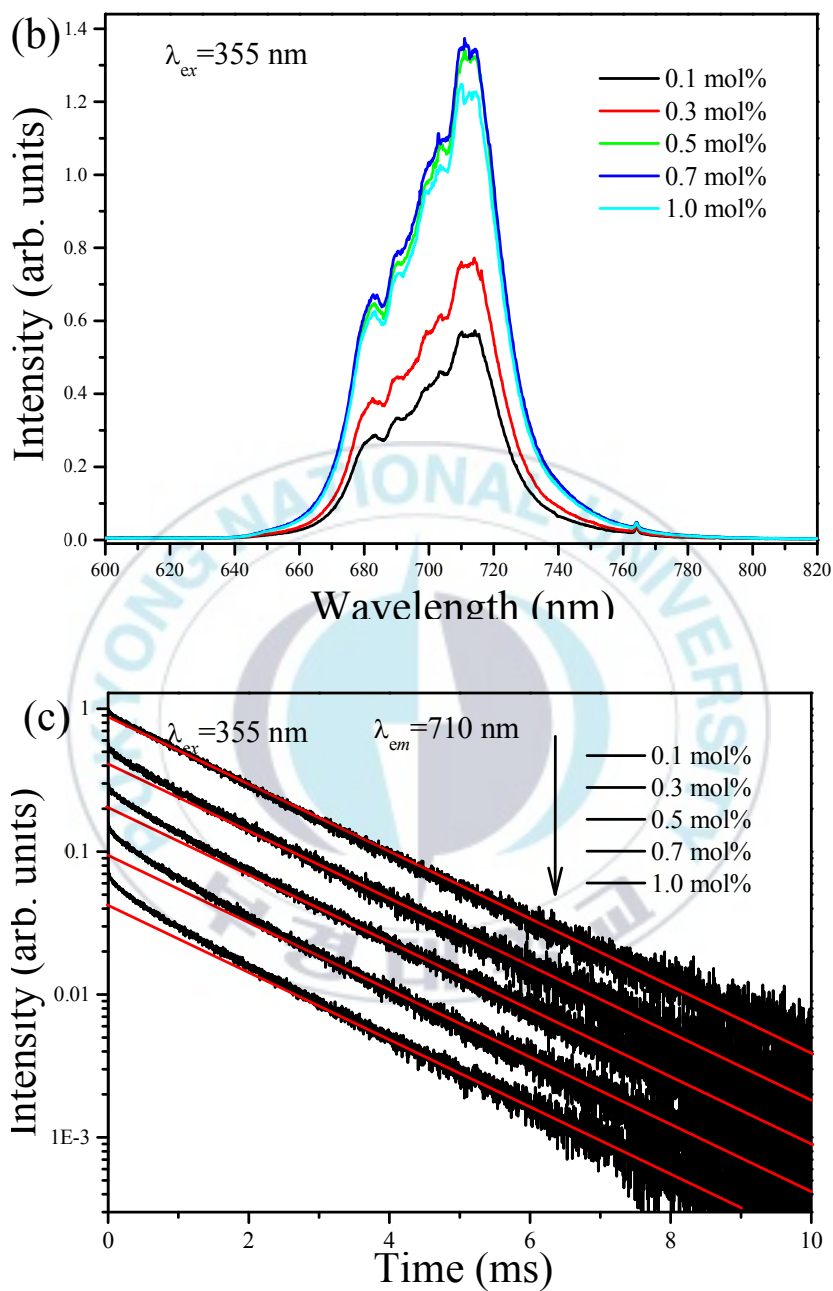 (b)
λex=355 nm
0.1 mol%
0.3 mol%
0.5 mol%
0.7 mol%
1.0 mol%
Intensity (arb. units)
1.4
1.2
1.0
0.8
0.6
0.4
0.2
0.0
600 620 640 660 680 700 720 740 760 780 800 820
Wavelength (nm)
PUKYONG NATIONAL UNIVERSITY
(c)
λex=355 nm λem=710 nm
0.1 mol%
0.3 mol%
0.5 mol%
0.7 mol%
1.0 mol%
Intensity (arb. units)
1
0.1
0.01
1E-3
0 2 4 6 8 10
Time (ms)